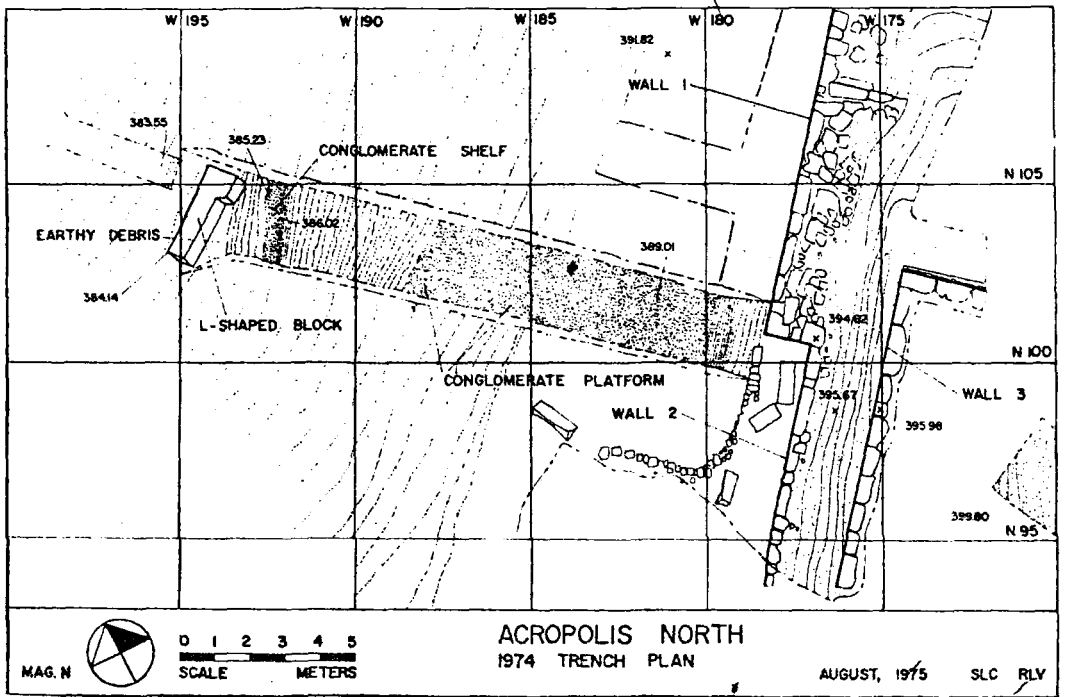 W 195 W 190 W 185 W 180 W 175
391.82
WALL 1
383.55
385.23
CONGLOMERATE SHELF
N 105
386.02
EARTHY DEBRIS
389.01
384.14
L-SHAPED BLOCK
394.82
N 100
CONGLOMERATE PLATFORM
WALL 2
395.67
WALL 3
395.98
399.80
N 95
MAG. N
0 1 2 3 4 5
SCALE METERS
ACROPOLIS NORTH
1974 TRENCH PLAN
AUGUST, 1975 SLC RLV